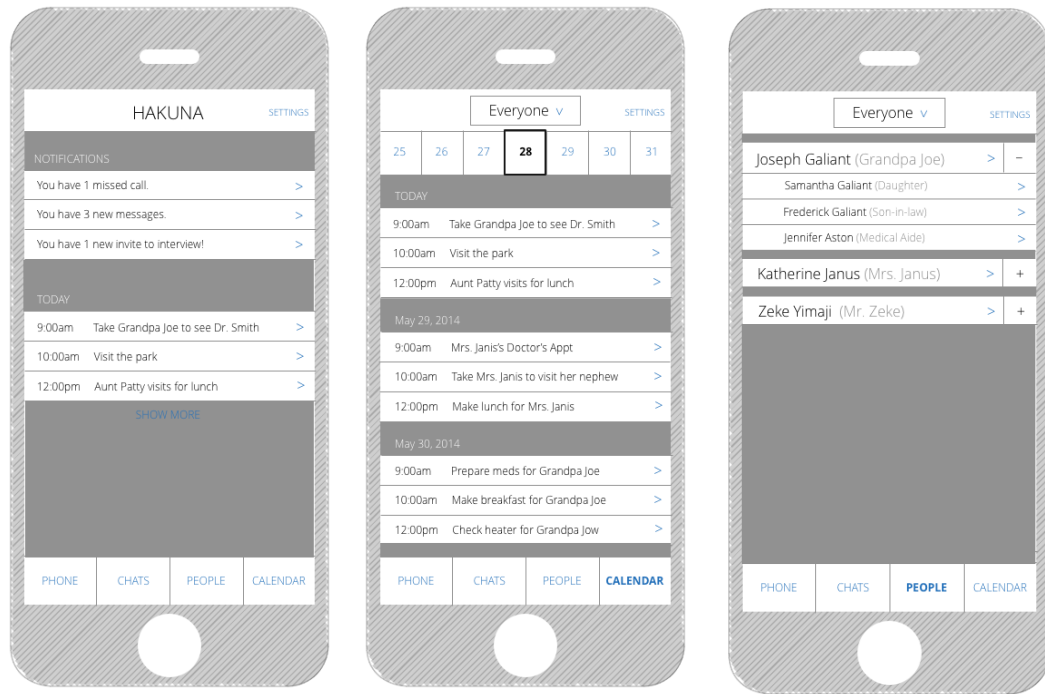 HAKUNA SETTINGS
NOTIFICATIONS
You have 1 missed call. >
You have 3 new messages. >
You have 1 new invite to interview! >
TODAY
9:00am Take Grandpa Joe to see Dr. Smith >
10:00am Visit the park >
12:00pm Aunt Patty visits for lunch >
SHOW MORE
PHONE CHATS PEOPLE CALENDAR
Everyone v SETTINGS
25 26 27 28 29 30 31
TODAY
9:00am Take Grandpa Joe to see Dr. Smith >
10:00am Visit the park >
12:00pm Aunt Patty visits for lunch >
May 29, 2014
9:00am Mrs. Janis's Doctor's Appt >
10:00am Take Mrs. Janis to visit her nephew >
12:00pm Make lunch for Mrs. Janis >
May 30, 2014
9:00am Prepare meds for Grandpa Joe >
10:00am Make breakfast for Grandpa Joe >
12:00pm Check heater for Grandpa Jow >
PHONE CHATS PEOPLE CALENDAR
Everyone v SETTINGS
Joseph Galiant (Grandpa Joe) > −
Samantha Galiant (Daughter) >
Frederick Galiant (Son-in-law) >
Jennifer Aston (Medical Aide) >
Katherine Janus (Mrs. Janus) > +
Zeke Yimaji (Mr. Zeke) > +
PHONE CHATS PEOPLE CALENDAR